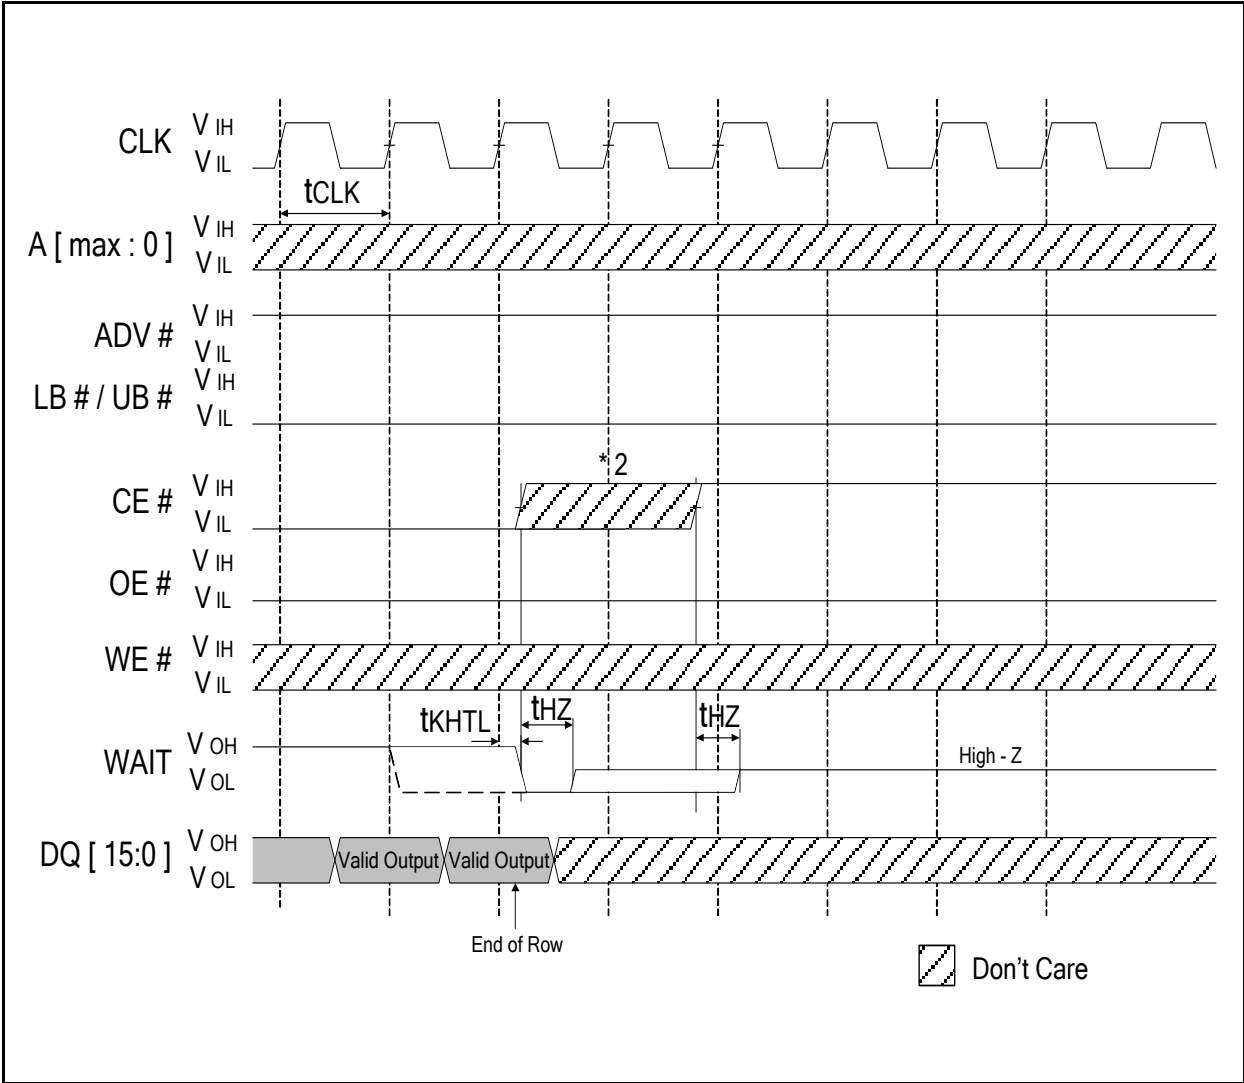 CLK
V IH
V IL
tCLK
A [ max : 0 ]
V IH
V IL
ADV #
V IH
V IL
LB # / UB #
V IH
V IL
* 2
CE #
V IH
V IL
OE #
V IH
V IL
WE #
V IH
V IL
tKHTL
tHZ
tHZ
WAIT
V OH
V OL
High - Z
DQ [ 15:0 ]
V OH
V OL
Valid Output
Valid Output
End of Row
Don't Care